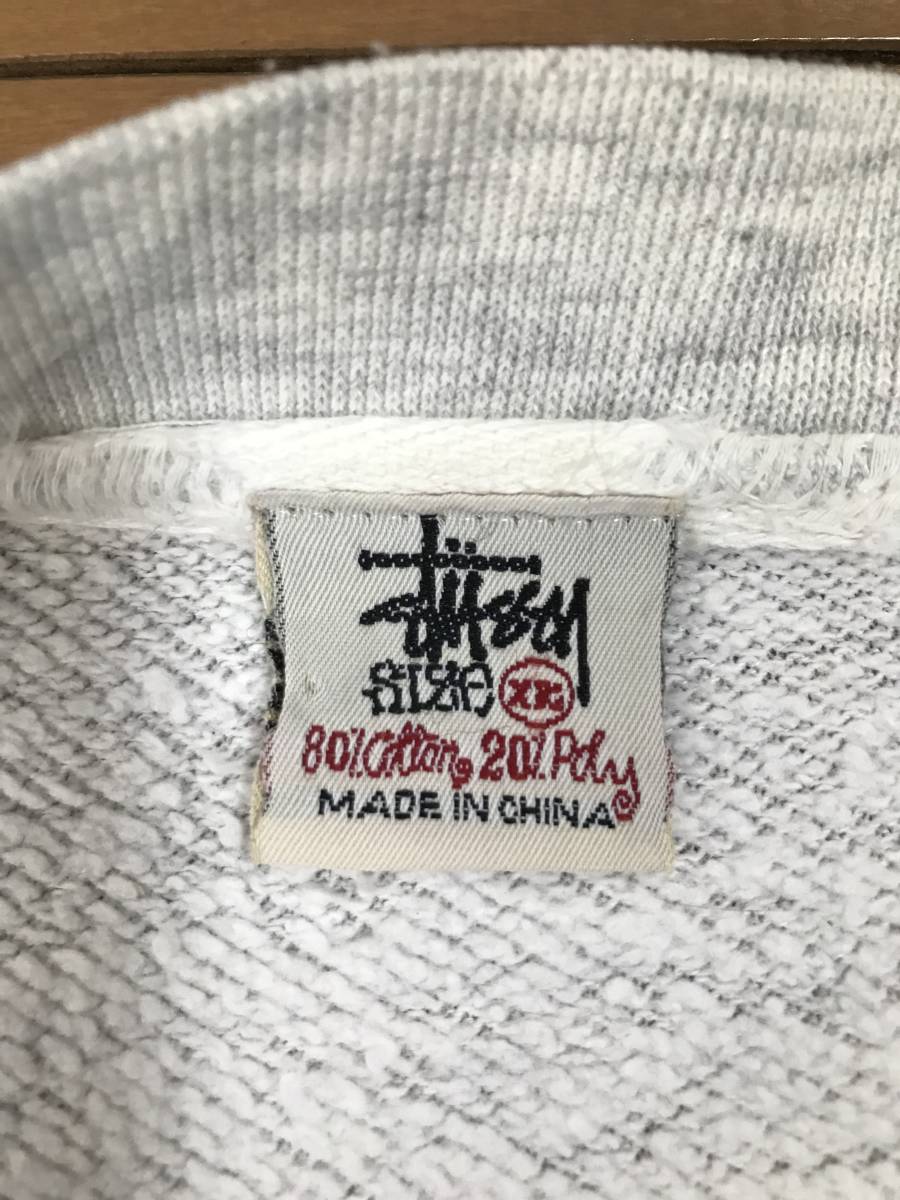 Stüssy
SIZE XL
80% Cotton, 20% Poly
MADE IN CHINA